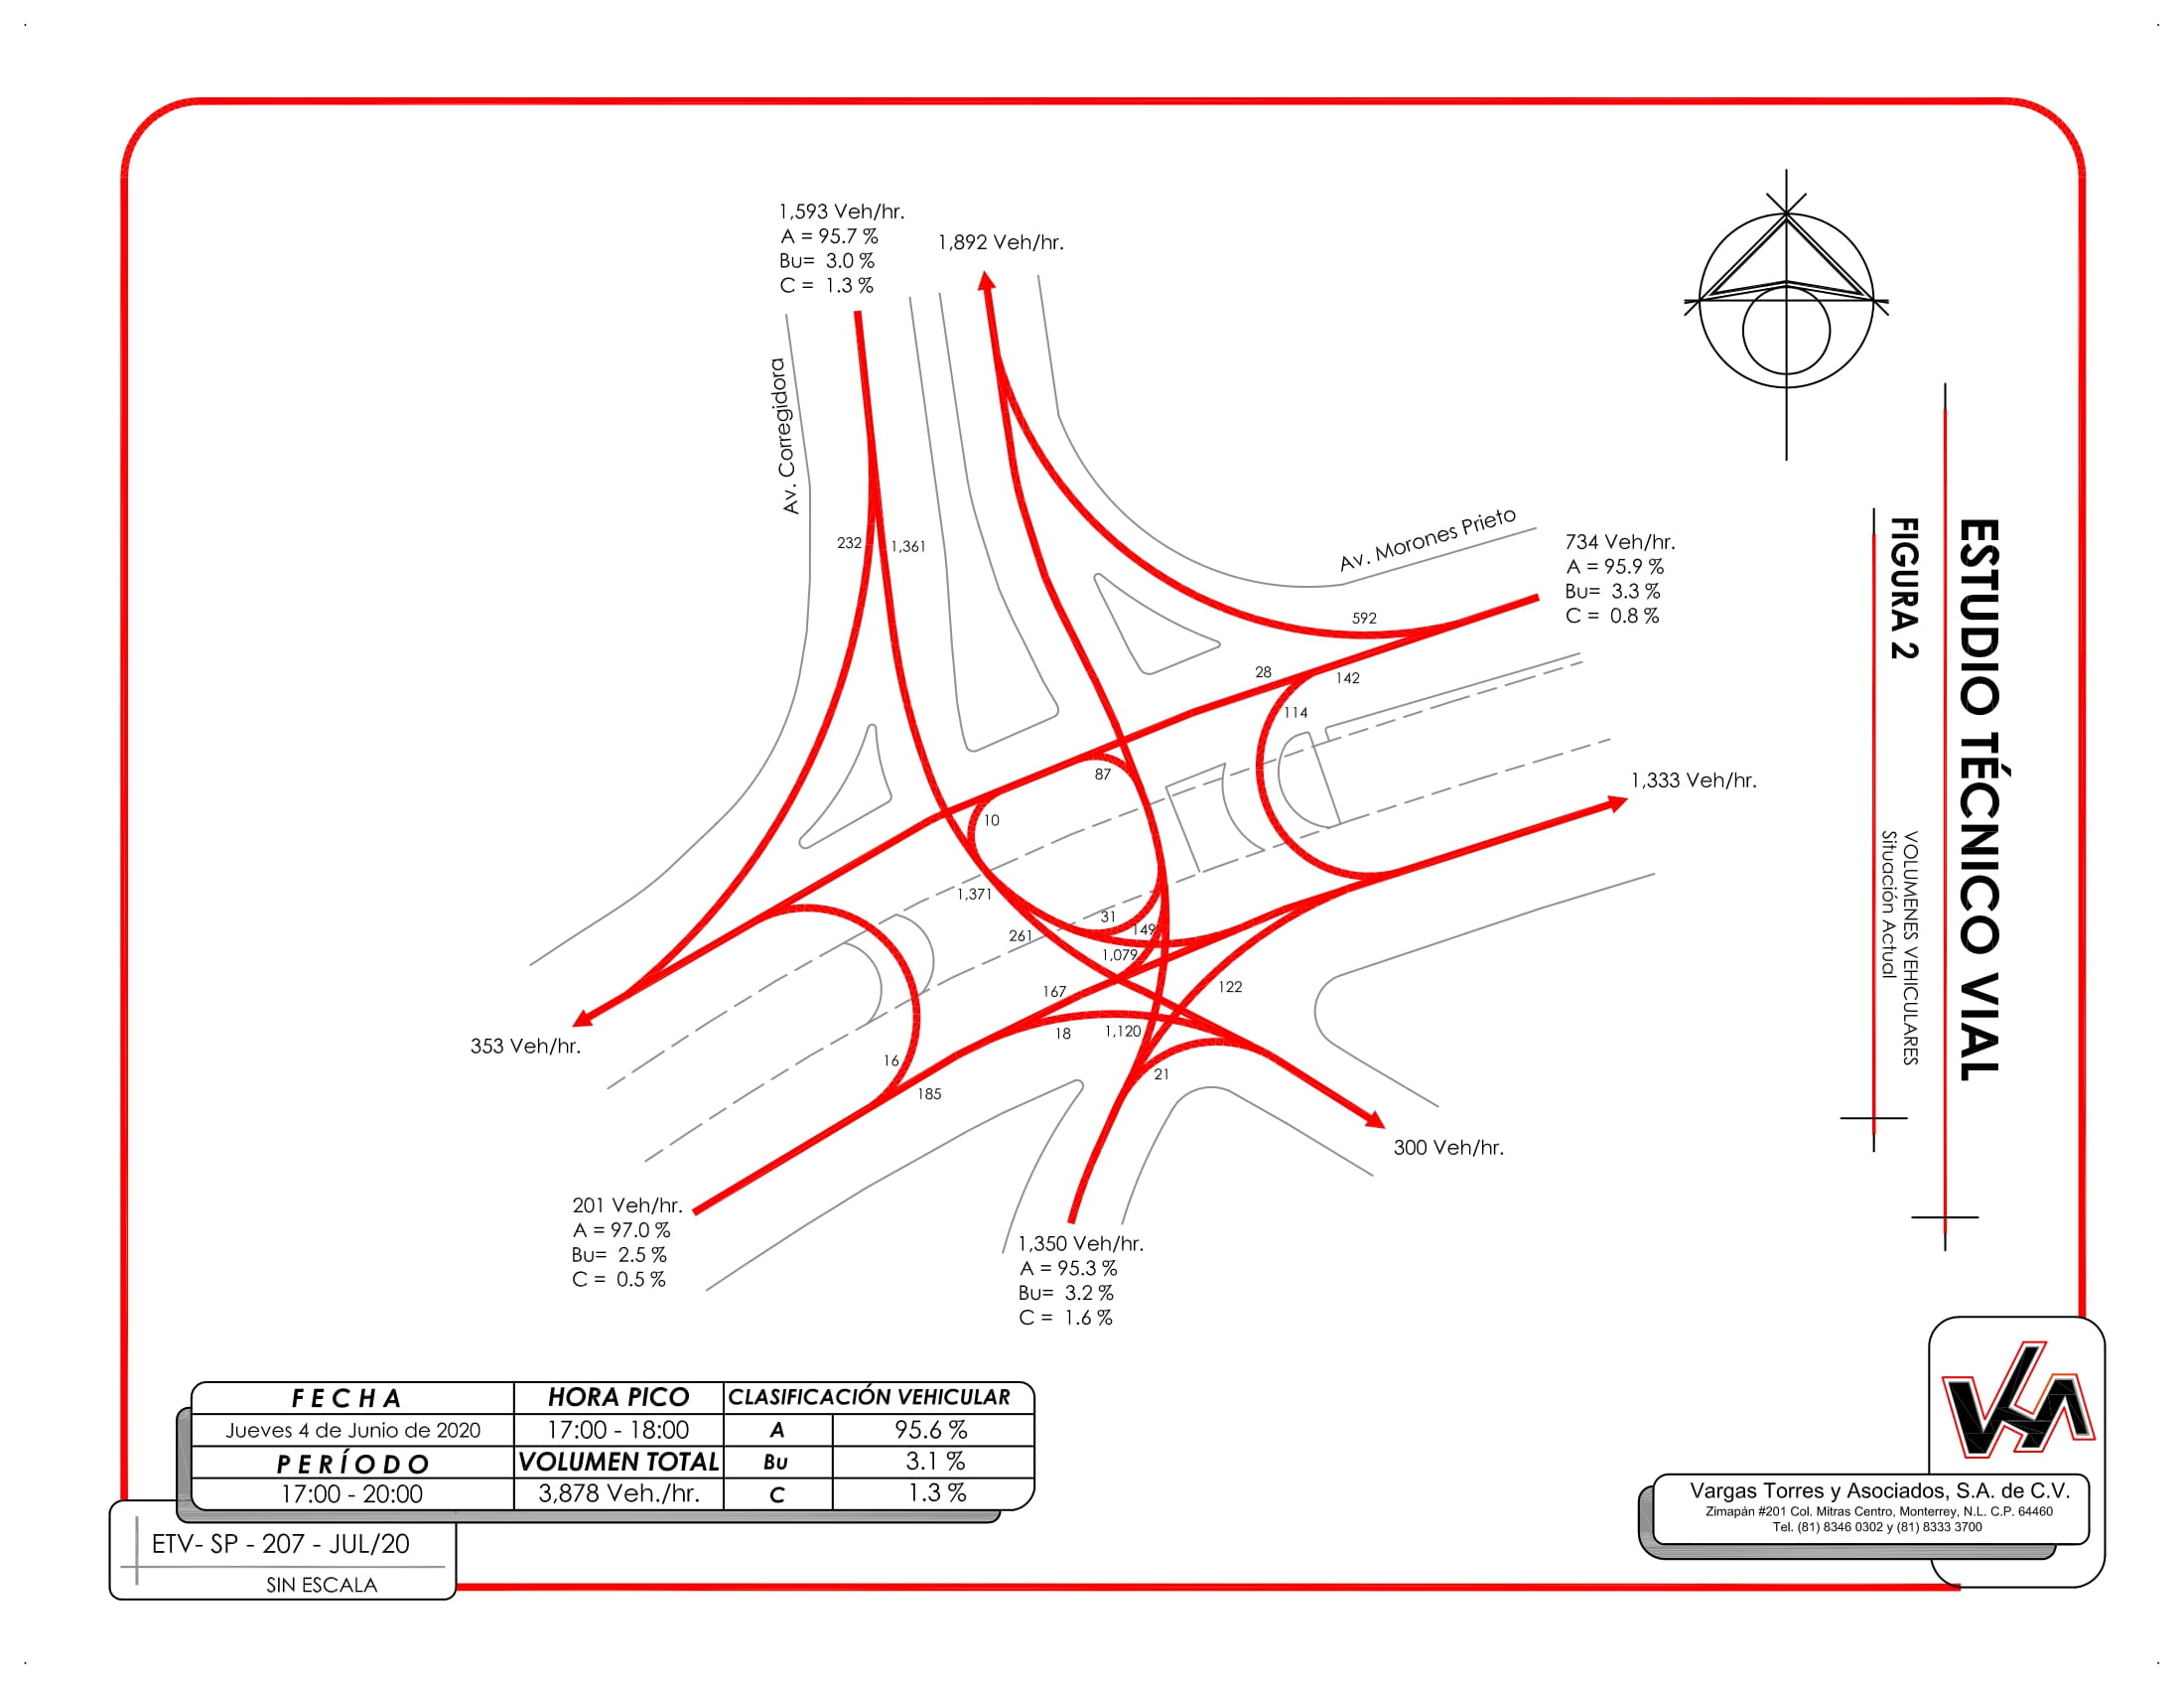 1,593 Veh/hr.
A = 95.7 %
Bu= 3.0 %
C = 1.3 %
1,892 Veh/hr.
Av. Corregidora
232
1,361
Av. Morones Prieto
734 Veh/hr.
A = 95.9 %
Bu= 3.3 %
C = 0.8 %
592
28
142
114
87
10
1,333 Veh/hr.
1,371
31
149
261
1,079
167
122
18
1,120
353 Veh/hr.
16
185
21
300 Veh/hr.
201 Veh/hr.
A = 97.0 %
Bu= 2.5 %
C = 0.5 %
1,350 Veh/hr.
A = 95.3 %
Bu= 3.2 %
C = 1.6 %
ESTUDIO TÉCNICO VIAL
FIGURA 2
VOLUMENES VEHICULARES
Situación Actual
FECHA HORA PICO CLASIFICACIÓN VEHICULAR
Jueves 4 de Junio de 2020 17:00 - 18:00 A 95.6 %
PERÍODO VOLUMEN TOTAL Bu 3.1 %
17:00 - 20:00 3,878 Veh./hr. C 1.3 %
ETV- SP - 207 - JUL/20
SIN ESCALA
Vargas Torres y Asociados, S.A. de C.V.
Zimapán #201 Col. Mitras Centro, Monterrey, N.L. C.P. 64460
Tel. (81) 8346 0302 y (81) 8333 3700